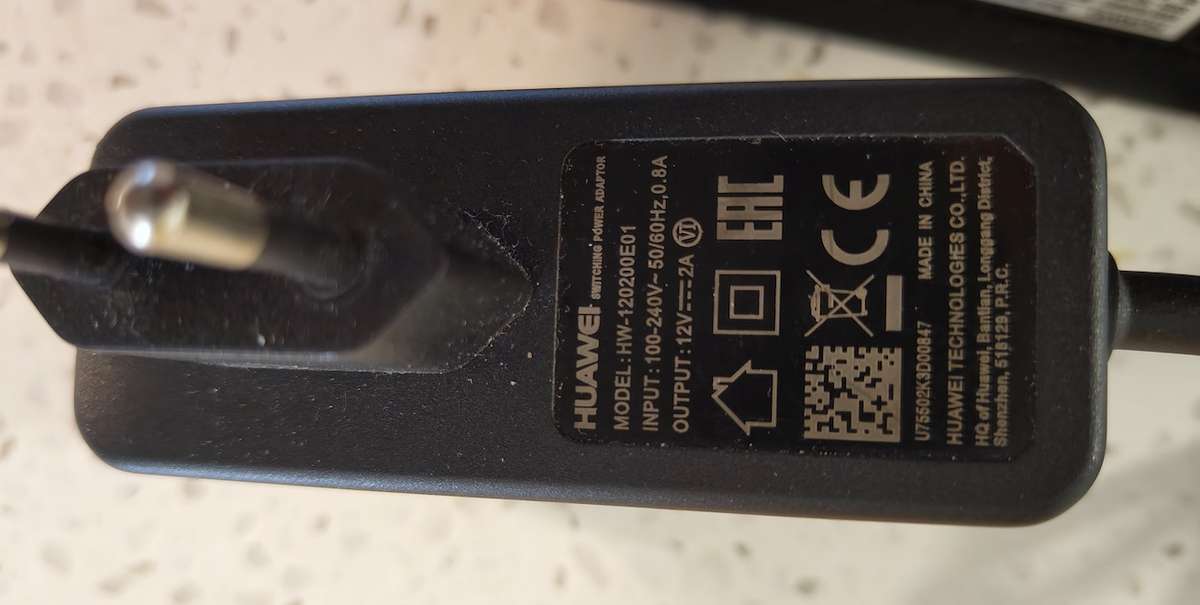 HUAWEI SWITCHING POWER ADAPTOR
MODEL : HW-120200E01
INPUT : 100-240V~ 50/60Hz,0.8A
OUTPUT : 12V⎓2A VI
EAC
CE
U75502K3D00847 MADE IN CHINA
HUAWEI TECHNOLOGIES CO.,LTD.
HQ of Huawei, Bantian, Longgang District,
Shenzhen, 518129, P.R.C.